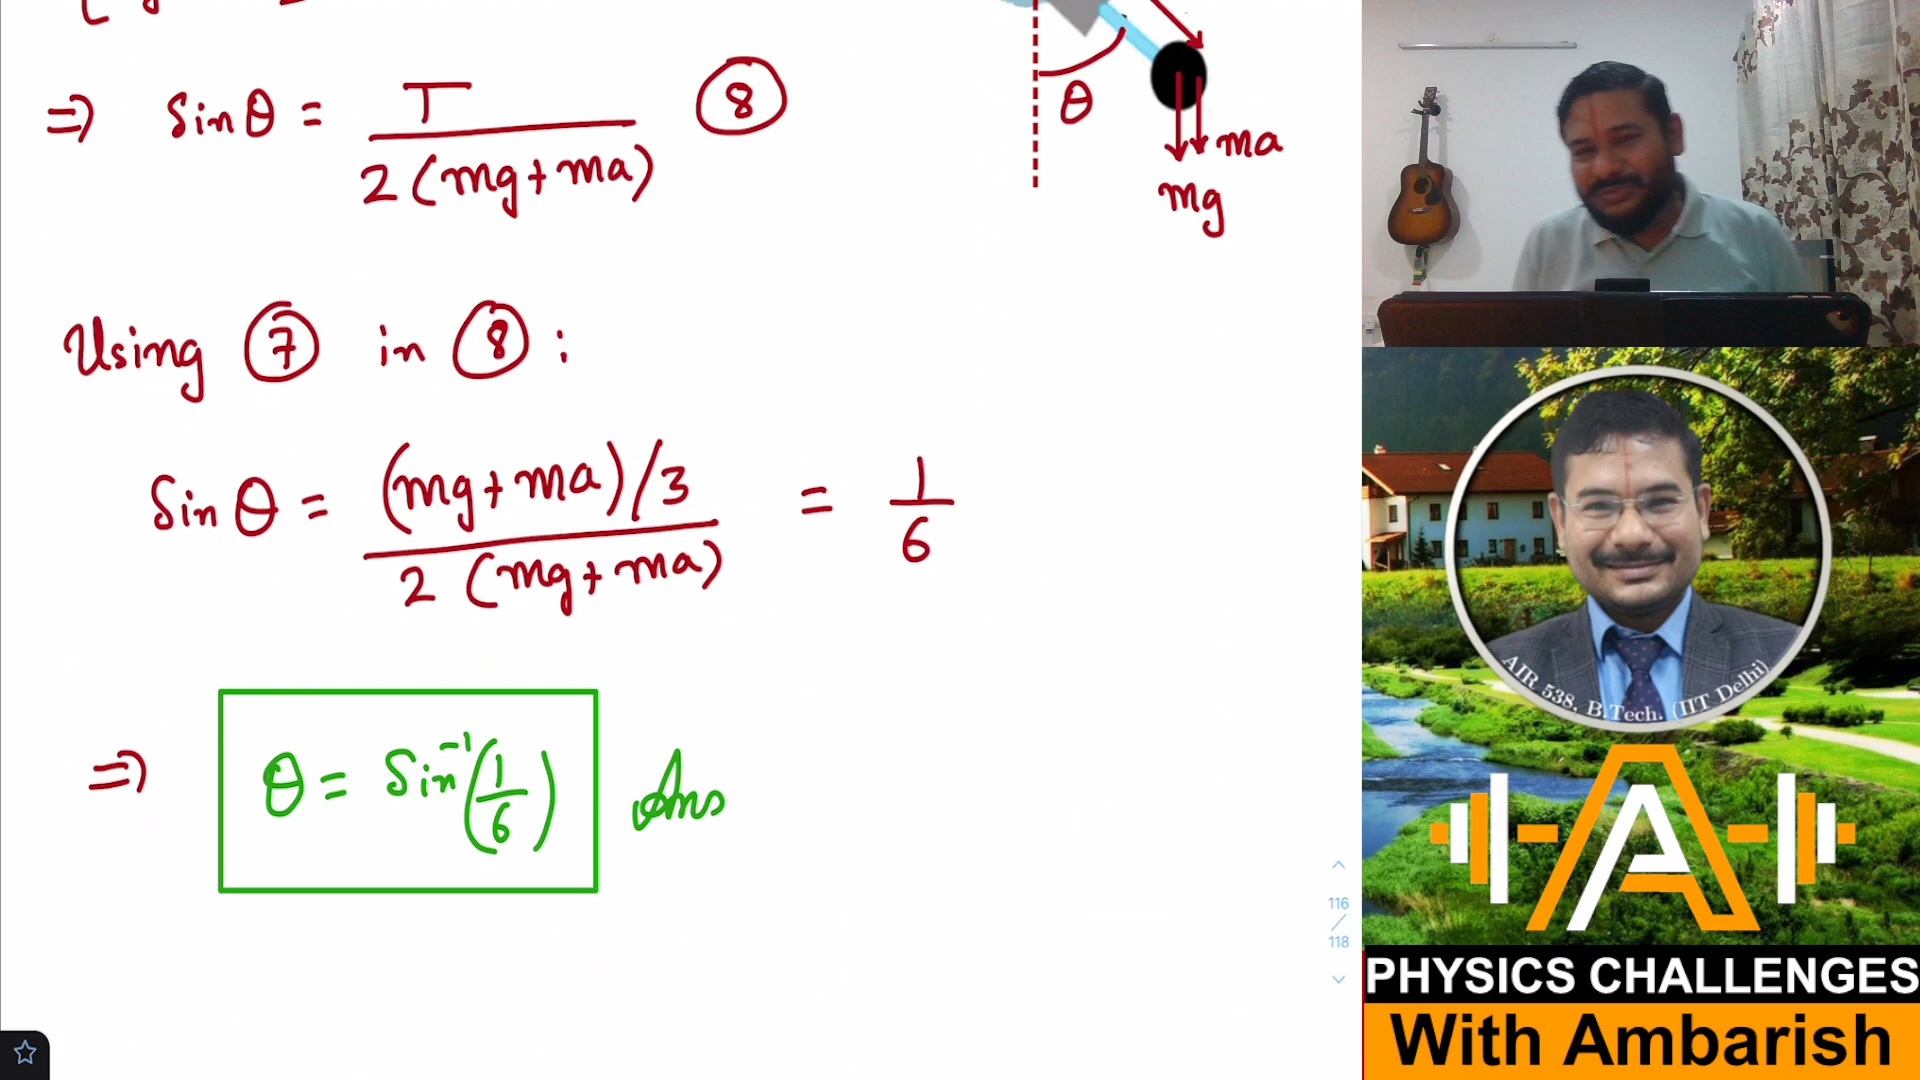 ⇒ Sin θ = T / 2 (mg + ma) ⑧
θ
ma
mg
Using ⑦ in ⑧ :
Sin θ = (mg + ma)/3 / 2 (mg + ma) = 1/6
⇒ θ = Sin⁻¹(1/6) Ans
116
/
118
AIR 538, B.Tech. (IIT Delhi)
A
PHYSICS CHALLENGES
With Ambarish